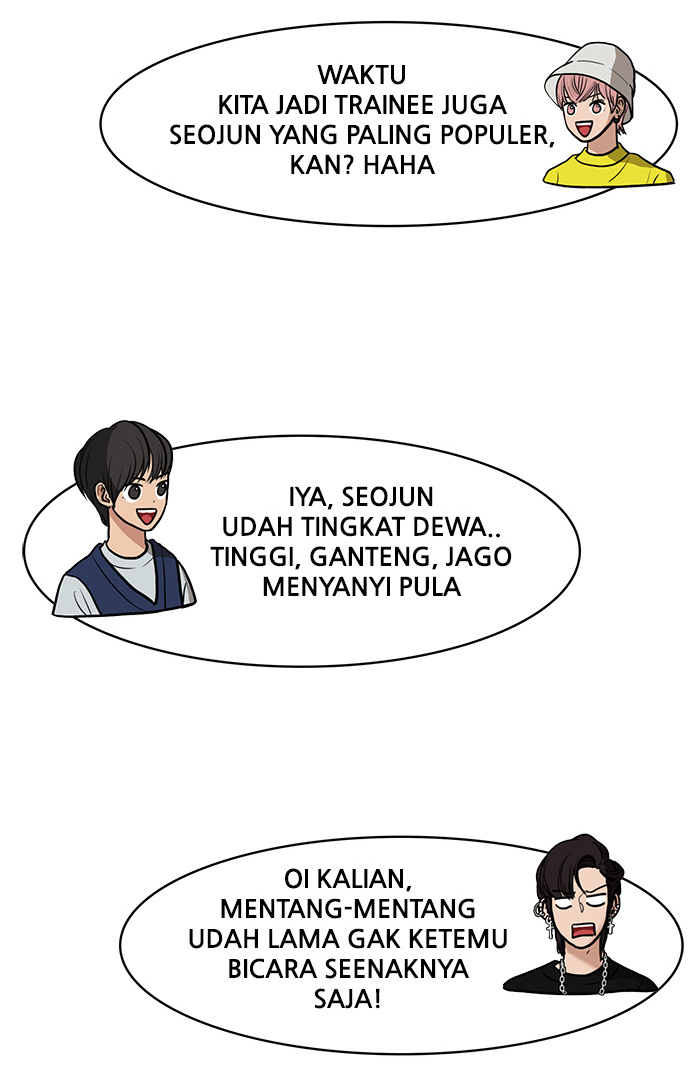 WAKTU
KITA JADI TRAINEE JUGA
SEOJUN YANG PALING POPULER,
KAN? HAHA
IYA, SEOJUN
UDAH TINGKAT DEWA..
TINGGI, GANTENG, JAGO
MENYANYI PULA
OI KALIAN,
MENTANG-MENTANG
UDAH LAMA GAK KETEMU
BICARA SEENAKNYA
SAJA!